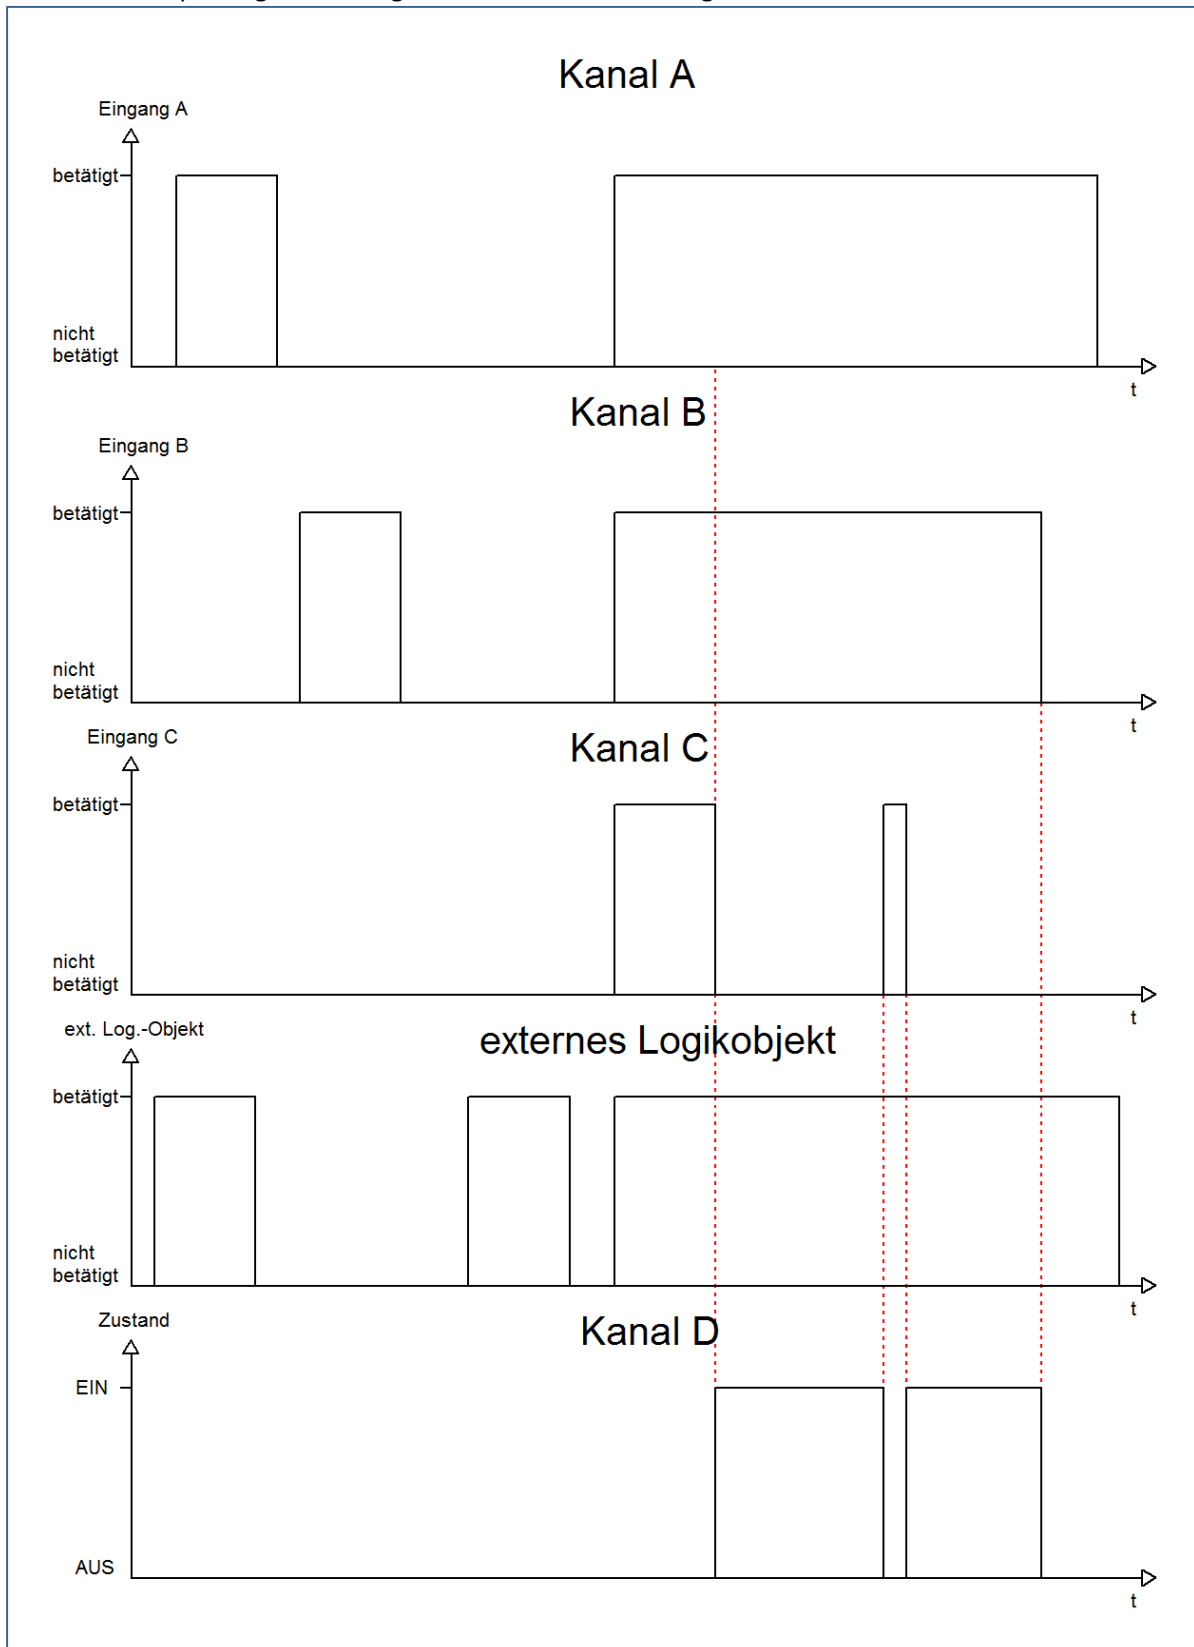 Kanal A
Eingang A
betätigt
nicht
betätigt
t
Kanal B
Eingang B
betätigt
nicht
betätigt
t
Kanal C
Eingang C
betätigt
nicht
betätigt
t
externes Logikobjekt
ext. Log.-Objekt
betätigt
nicht
betätigt
t
Kanal D
Zustand
EIN
AUS
t